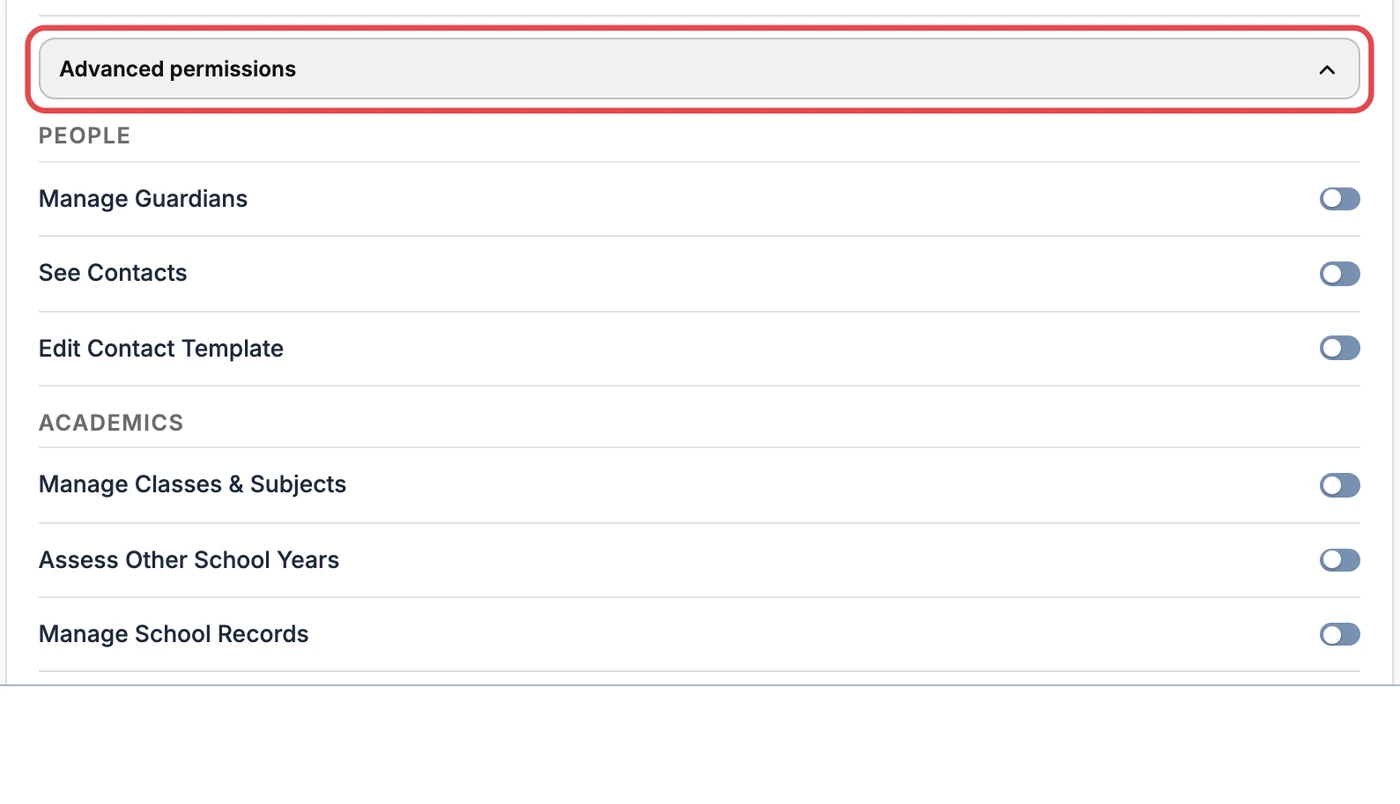 Advanced permissions
PEOPLE
Manage Guardians
See Contacts
Edit Contact Template
ACADEMICS
Manage Classes & Subjects
Assess Other School Years
Manage School Records